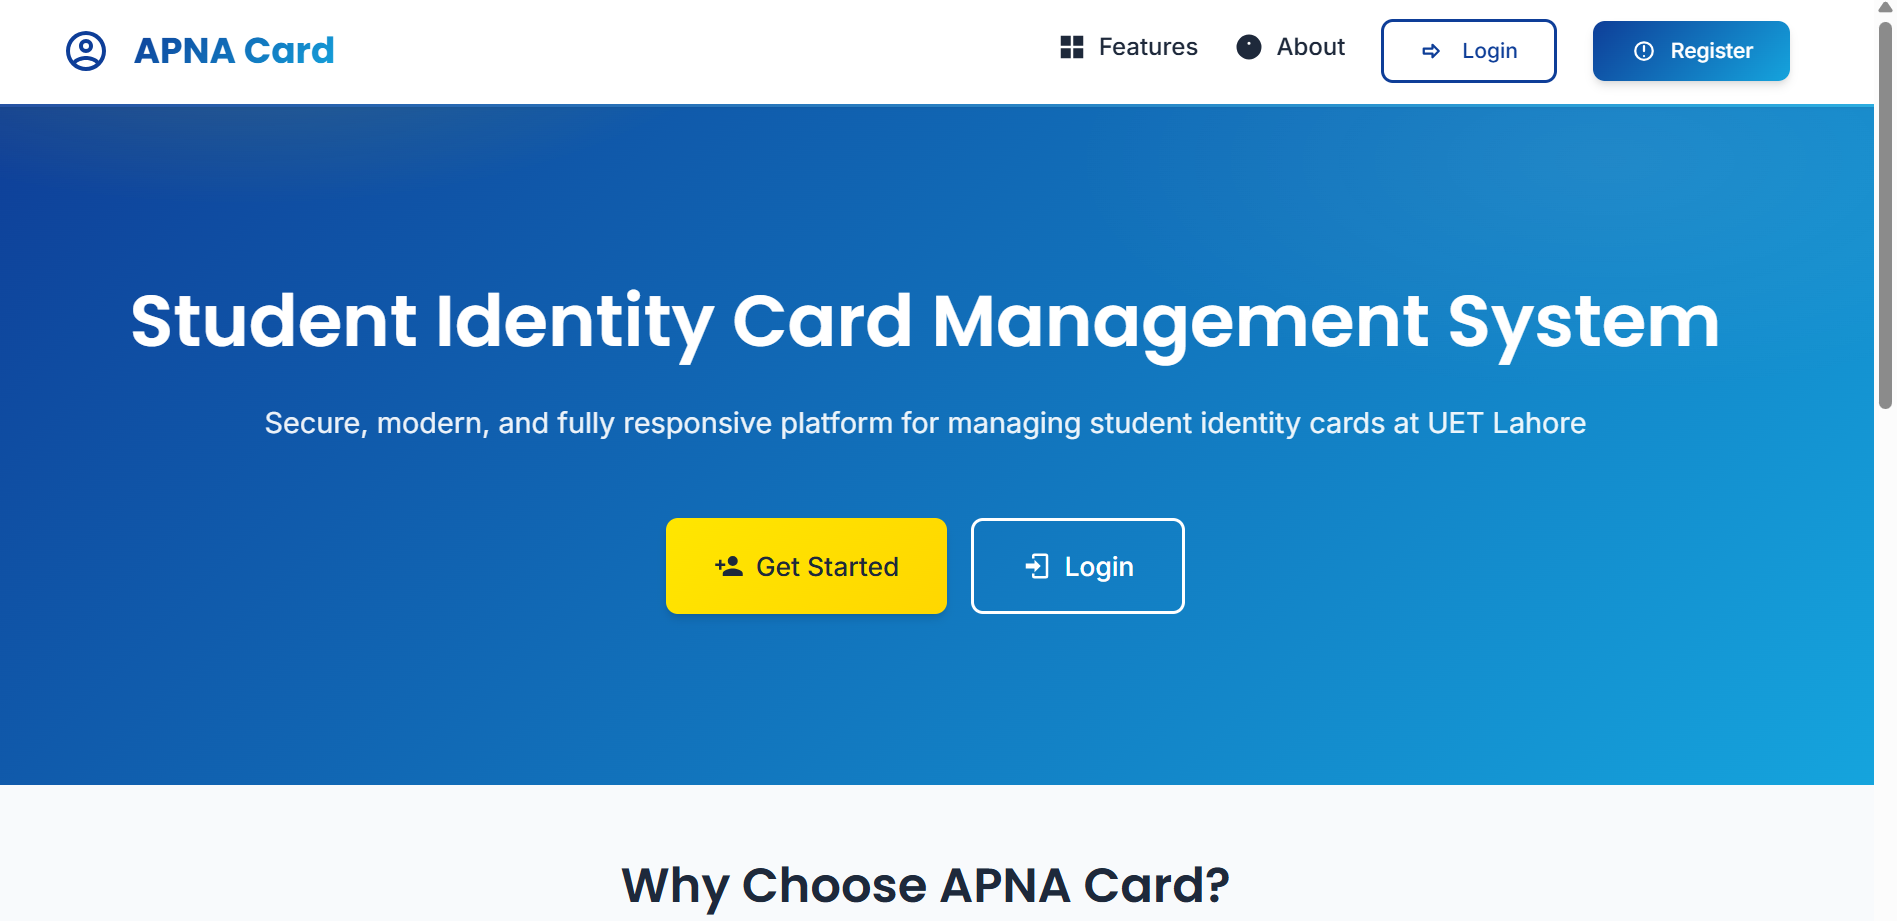 APNA Card
Features
About
Login
Register
Student Identity Card Management System
Secure, modern, and fully responsive platform for managing student identity cards at UET Lahore
Get Started
Login
Why Choose APNA Card?